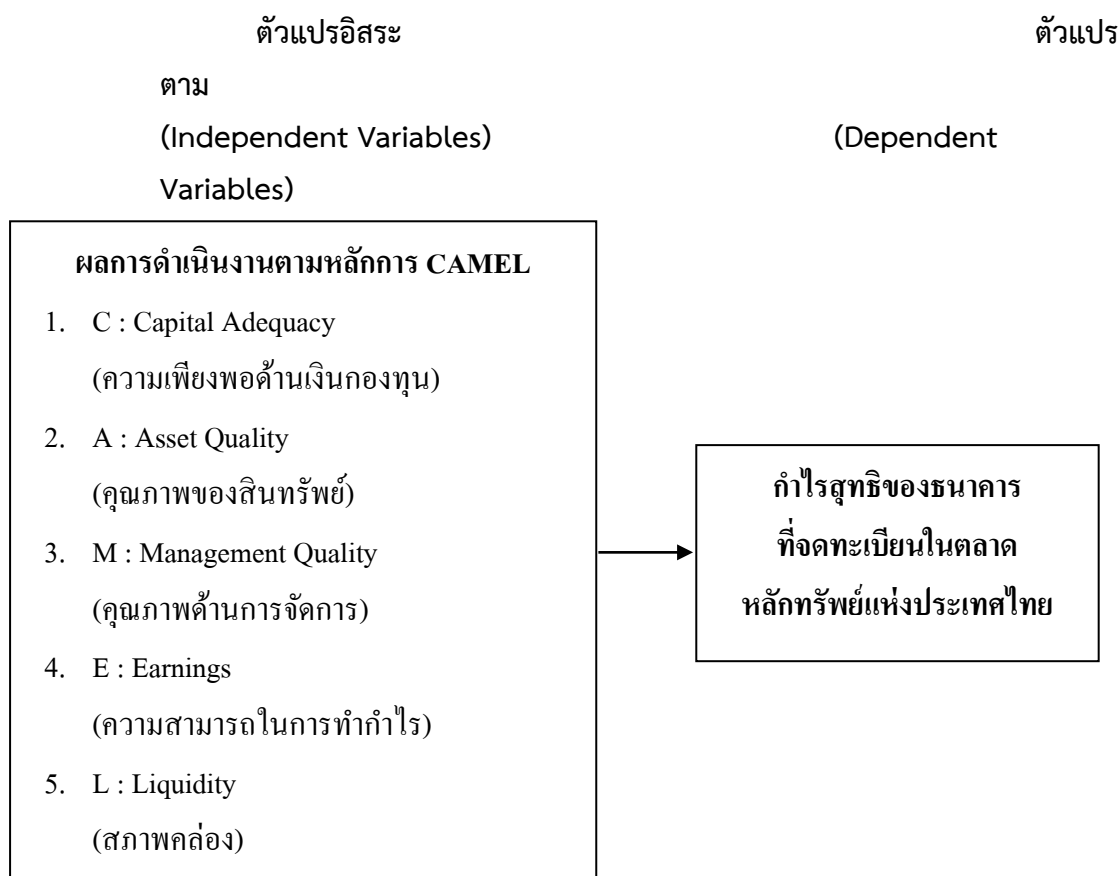 ตัวแปรอิสระ ตัวแปร
ตาม
(Independent Variables) (Dependent
Variables)
ผลการดำเนินงานตามหลักการ CAMEL
1. C : Capital Adequacy
(ความเพียงพอด้านเงินกองทุน)
2. A : Asset Quality
(คุณภาพของสินทรัพย์)
3. M : Management Quality
(คุณภาพด้านการจัดการ)
4. E : Earnings
(ความสามารถในการทำกำไร)
5. L : Liquidity
(สภาพคล่อง)
กำไรสุทธิของธนาคาร
ที่จดทะเบียนในตลาด
หลักทรัพย์แห่งประเทศไทย